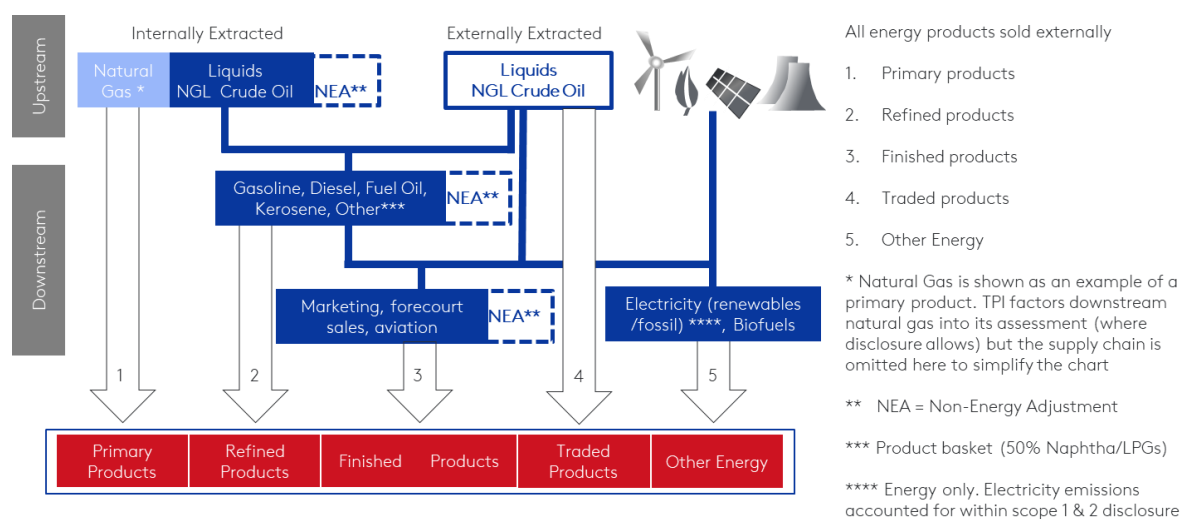 Upstream
Internally Extracted
Externally Extracted
Natural
Gas *
Liquids
NGL Crude Oil
NEA**
Liquids
NGL Crude Oil
Downstream
Gasoline, Diesel, Fuel Oil,
Kerosene, Other***
NEA**
Marketing, forecourt
sales, aviation
NEA**
Electricity (renewables
/fossil) ****, Biofuels
1
2
3
4
5
Primary
Products
Refined
Products
Finished Products
Traded
Products
Other Energy
All energy products sold externally
1. Primary products
2. Refined products
3. Finished products
4. Traded products
5. Other Energy
* Natural Gas is shown as an example of a
primary product. TPI factors downstream
natural gas into its assessment (where
disclosure allows) but the supply chain is
omitted here to simplify the chart
** NEA = Non-Energy Adjustment
*** Product basket (50% Naphtha/LPGs)
**** Energy only. Electricity emissions
accounted for within scope 1 & 2 disclosure